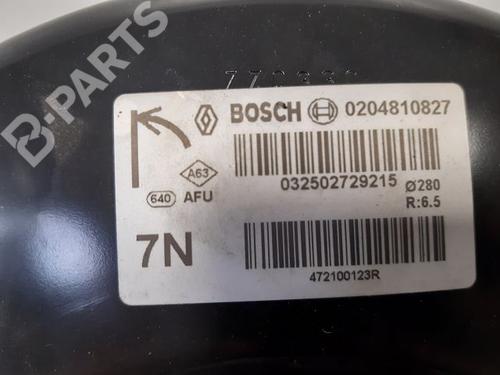 B-PARTS
BOSCH 0204810827
A63
032502729215 Ø280
640 AFU R:6.5
7N
472100123R